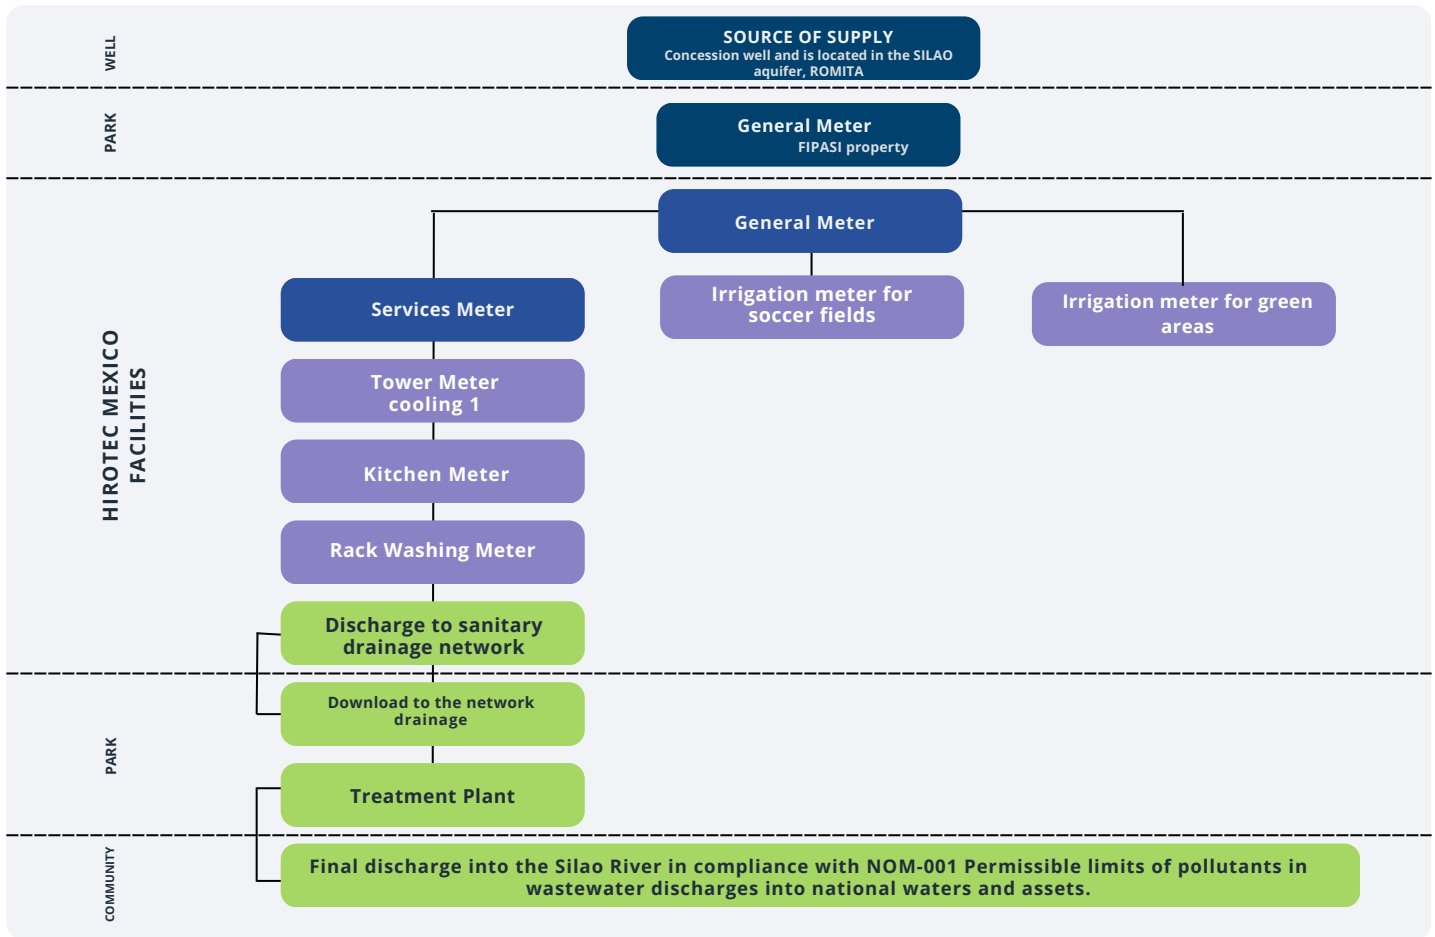 WELL
SOURCE OF SUPPLY
Concession well and is located in the SILAO
aquifer, ROMITA
PARK
General Meter
FIPASI property
HIROTEC MEXICO
FACILITIES
General Meter
Services Meter
Irrigation meter for
soccer fields
Irrigation meter for green
areas
Tower Meter
cooling 1
Kitchen Meter
Rack Washing Meter
Discharge to sanitary
drainage network
PARK
Download to the network
drainage
Treatment Plant
COMMUNITY
Final discharge into the Silao River in compliance with NOM-001 Permissible limits of pollutants in
wastewater discharges into national waters and assets.